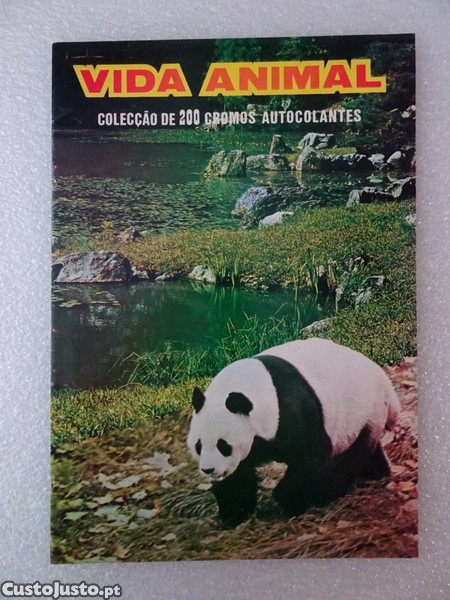 VIDA ANIMAL
COLECÇÃO DE 200 CROMOS AUTOCOLANTES
CustoJusto.pt